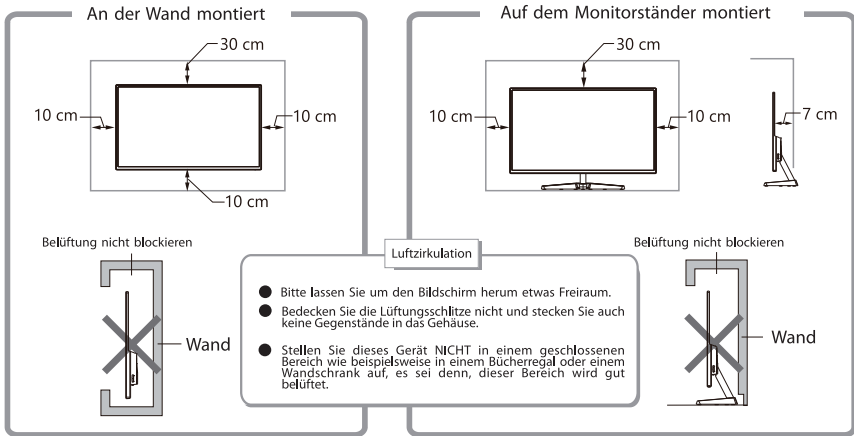 An der Wand montiert
30 cm
10 cm
10 cm
10 cm
Belüftung nicht blockieren
Wand
Auf dem Monitorständer montiert
30 cm
10 cm
10 cm
7 cm
Belüftung nicht blockieren
Wand
Luftzirkulation
● Bitte lassen Sie um den Bildschirm herum etwas Freiraum.
● Bedecken Sie die Lüftungsschlitze nicht und stecken Sie auch
keine Gegenstände in das Gehäuse.
● Stellen Sie dieses Gerät NICHT in einem geschlossenen
Bereich wie beispielsweise in einem Bücherregal oder einem
Wandschrank auf, es sei denn, dieser Bereich wird gut
belüftet.